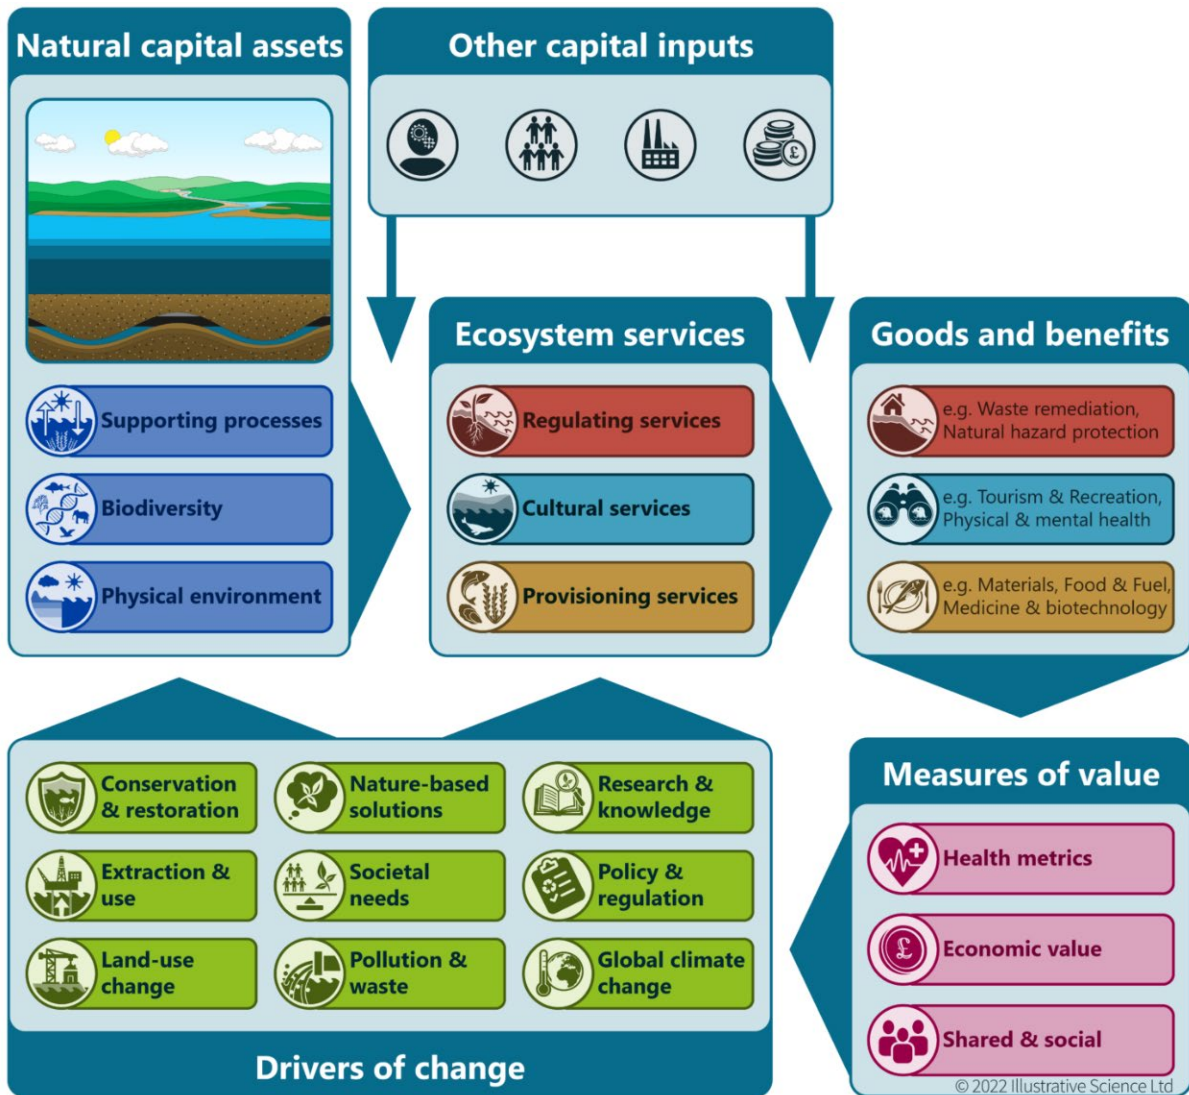 Natural capital assets
Other capital inputs
£
Supporting processes
Biodiversity
Physical environment
Ecosystem services
Regulating services
Cultural services
Provisioning services
Goods and benefits
e.g. Waste remediation,
Natural hazard protection
e.g. Tourism & Recreation,
Physical & mental health
e.g. Materials, Food & Fuel,
Medicine & biotechnology
Conservation
& restoration
Nature-based
solutions
Research &
knowledge
Extraction &
use
Societal
needs
Policy &
regulation
Land-use
change
Pollution &
waste
Global climate
change
Drivers of change
Measures of value
Health metrics
£
Economic value
Shared & social
© 2022 Illustrative Science Ltd